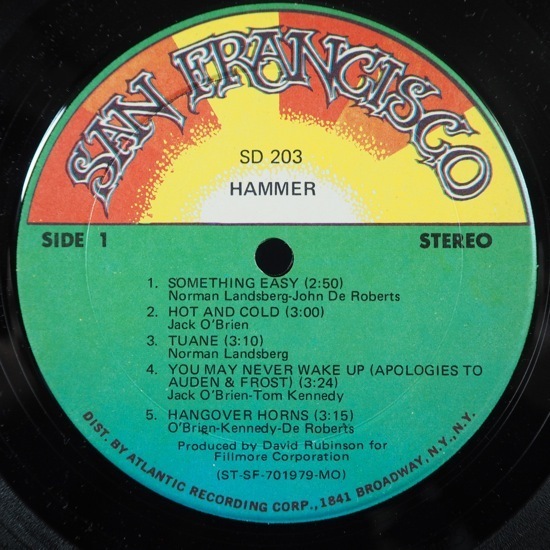 SAN FRANCISCO
SD 203
HAMMER
SIDE 1
STEREO
1. SOMETHING EASY (2:50)
Norman Landsberg-John De Roberts
2. HOT AND COLD (3:00)
Jack O'Brien
3. TUANE (3:10)
Norman Landsberg
4. YOU MAY NEVER WAKE UP (APOLOGIES TO
AUDEN & FROST) (3:24)
Jack O'Brien-Tom Kennedy
5. HANGOVER HORNS (3:15)
O'Brien-Kennedy-De Roberts
Produced by David Rubinson for
Fillmore Corporation
(ST-SF-701979-MO)
DIST. BY ATLANTIC RECORDING CORP., 1841 BROADWAY, N.Y., N.Y.